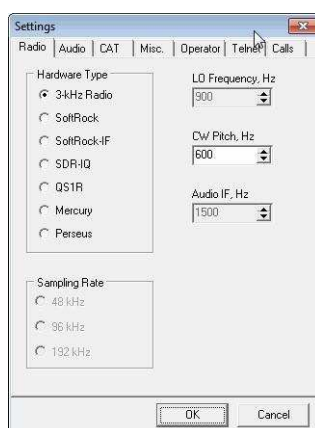 Settings
Radio Audio CAT Misc. Operator Telnet Calls
Hardware Type
3-kHz Radio
SoftRock
SoftRock-IF
SDR-IQ
QS1R
Mercury
Perseus
LO Frequency, Hz
900
CW Pitch, Hz
600
Audio IF, Hz
1500
Sampling Rate
48 kHz
96 kHz
192 kHz
OK Cancel